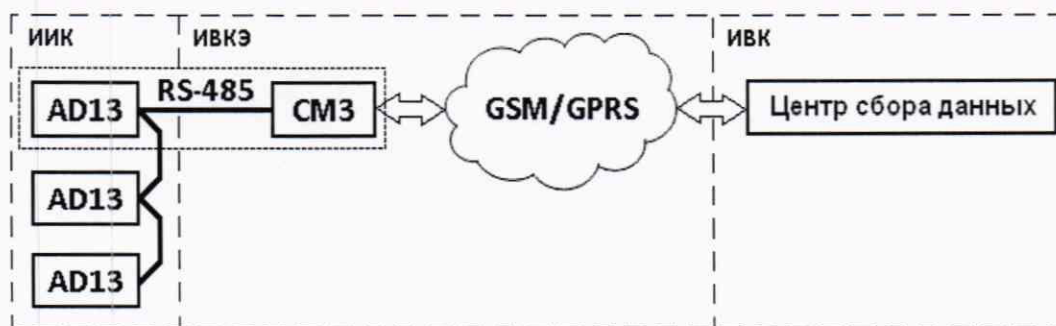 ИИК
ИВКЭ
ИВК
AD13
RS-485
CM3
GSM/GPRS
Центр сбора данных
AD13
AD13